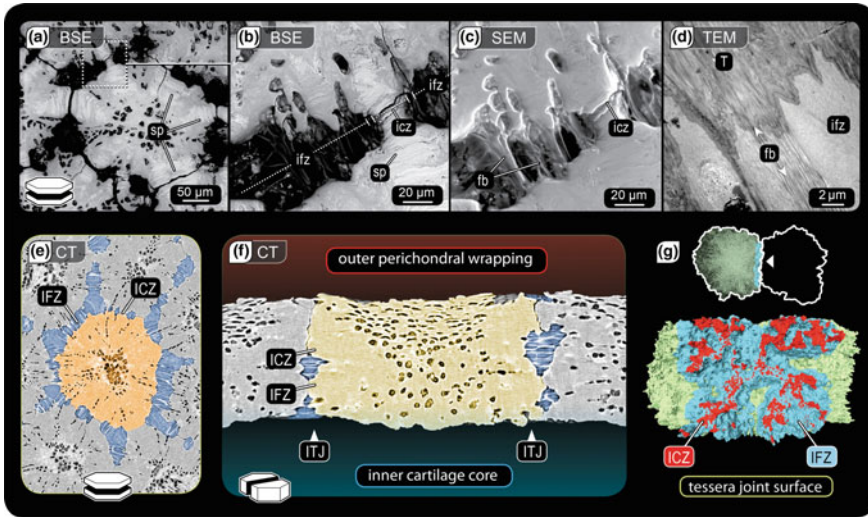 (a) BSE
sp
50 µm
(b) BSE
ifz
icz
ifz
sp
20 µm
(c) SEM
icz
fb
20 µm
(d) TEM
T
ifz
fb
2 µm
(e) CT
IFZ
ICZ
(f) CT
outer perichondral wrapping
ICZ
IFZ
ITJ
ITJ
inner cartilage core
(g)
ICZ
IFZ
tessera joint surface